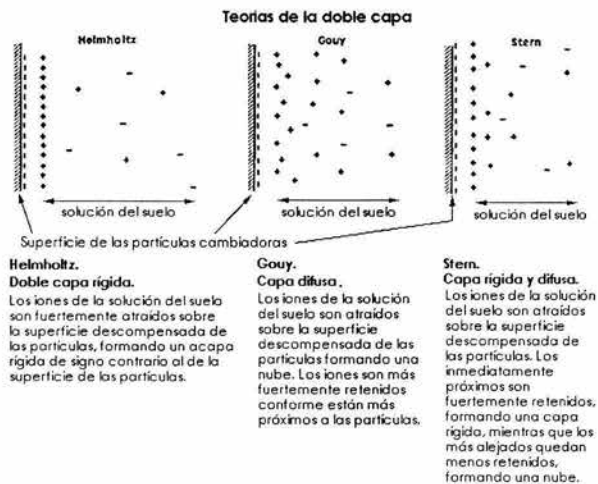 Teorías de la doble capa
Helmholtz
Gouy
Stern
solución del suelo
solución del suelo
solución del suelo
Superficie de las partículas cambiadoras
Helmholtz.
Doble capa rígida.
Los iones de la solución del suelo
son fuertemente atraídos sobre
la superficie descompensada de
las partículas, formando un acapa
rígida de signo contrario al de la
superficie de las partículas.
Gouy.
Capa difusa.
Los iones de la solución
del suelo son atraídos
sobre la superficie
descompensada de las
partículas formando una
nube. Los iones son más
fuertemente retenidos
conforme están más
próximos a las partículas.
Stern.
Capa rígida y difusa.
Los iones de la solución
del suelo son atraídos
sobre la superficie
descompensada de
las partículas. Los
inmediatamente
próximos son
fuertemente retenidos,
formando una capa
rígida, mientras que los
más alejados quedan
menos retenidos,
formando una nube.